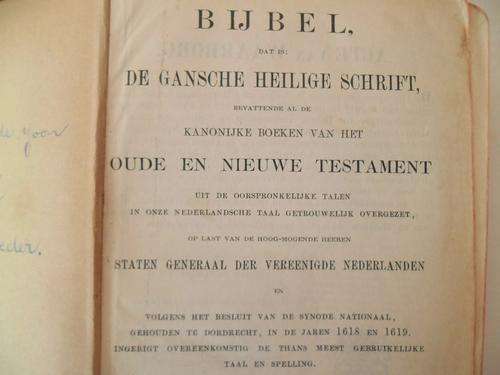 der voor
eder.
BIJBEL,
DAT IS:
DE GANSCHE HEILIGE SCHRIFT,
BEVATTENDE AL DE
KANONIJKE BOEKEN VAN HET
OUDE EN NIEUWE TESTAMENT
UIT DE OORSPRONKELIJKE TALEN
IN ONZE NEDERLANDSCHE TAAL GETROUWELIJK OVERGEZET,
OP LAST VAN DE HOOG-MOGENDE HEEREN
STATEN GENERAAL DER VEREENIGDE NEDERLANDEN
EN
VOLGENS HET BESLUIT VAN DE SYNODE NATIONAAL,
GEHOUDEN TE DORDRECHT, IN DE JAREN 1618 EN 1619,
INGERIGT OVEREENKOMSTIG DE THANS MEEST GEBRUIKELIJKE
TAAL EN SPELLING.